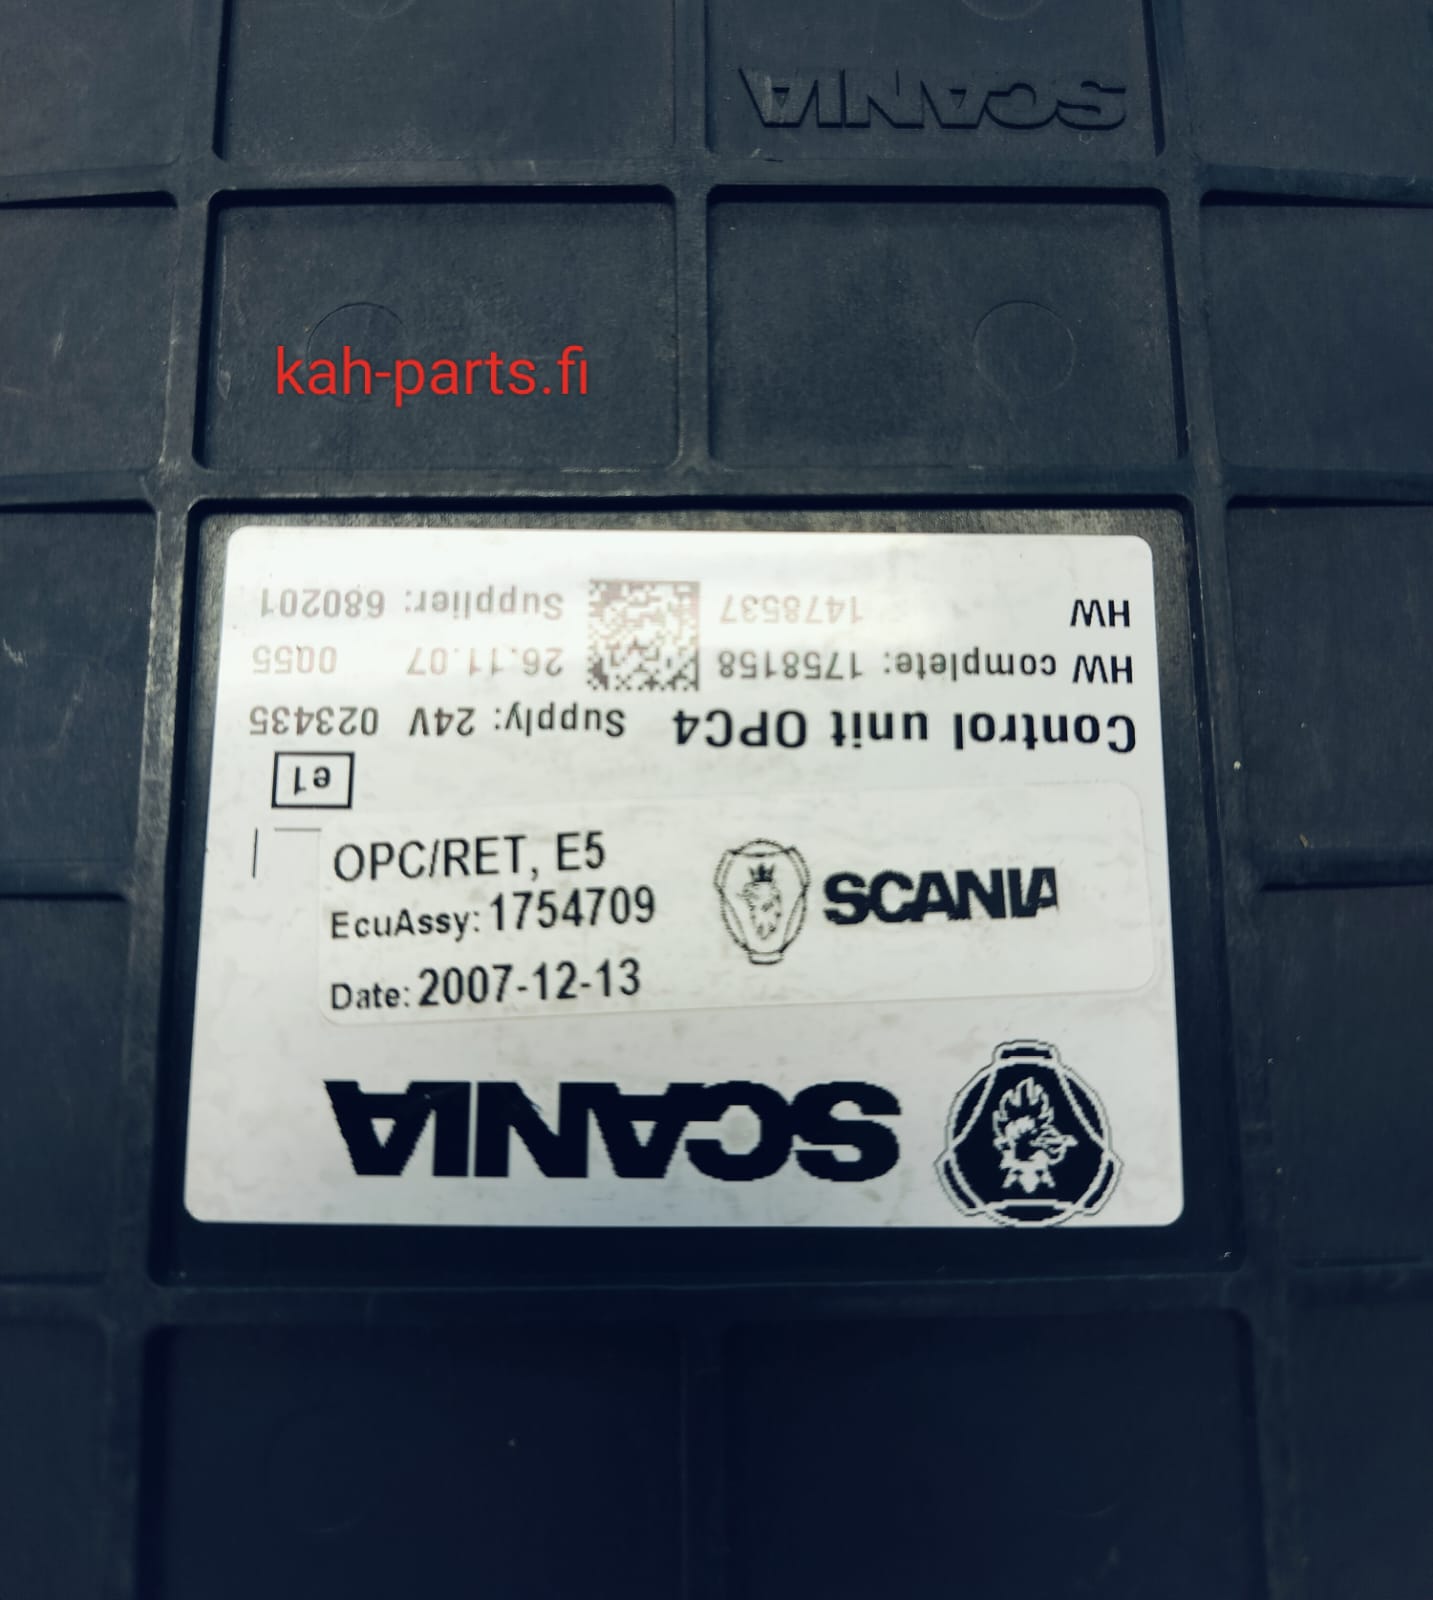 SCANIA
kah-parts.fi
OPC/RET, E5
EcuAssy: 1754709
Date: 2007-12-13
SCANIA
SCANIA
e1
Control unit OPC4 Supply: 24V 023435
HW complete: 1758158 26.11.07 0Q55
HW 1478537 Supplier: 680201